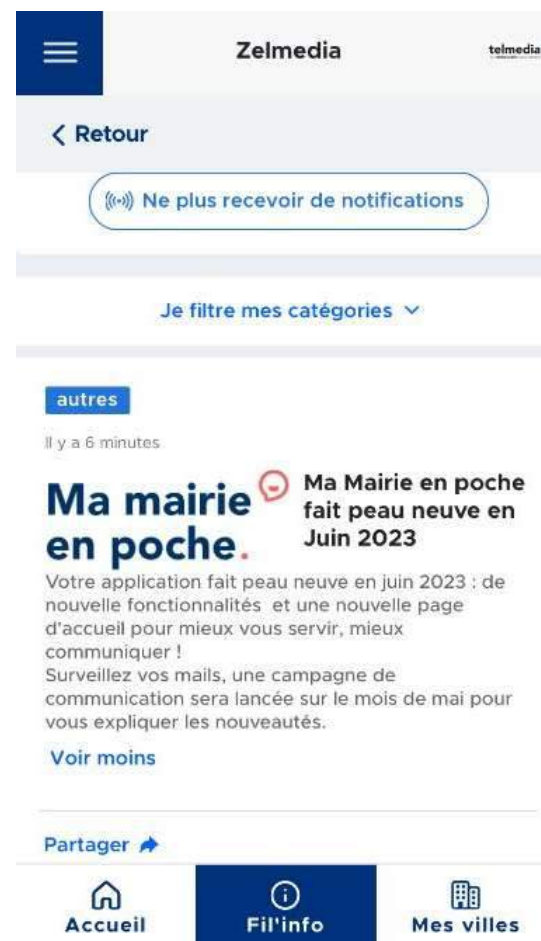 Zelmedia
telmedia
Retour
Ne plus recevoir de notifications
Je filtre mes catégories
autres
Il y a 6 minutes
Ma mairie
en poche.
Ma Mairie en poche
fait peau neuve en
Juin 2023
Votre application fait peau neuve en juin 2023 : de
nouvelle fonctionnalités et une nouvelle page
d'accueil pour mieux vous servir, mieux
communiquer !
Surveillez vos mails, une campagne de
communication sera lancée sur le mois de mai pour
vous expliquer les nouveautés.
Voir moins
Partager
Accueil
Fil'info
Mes villes